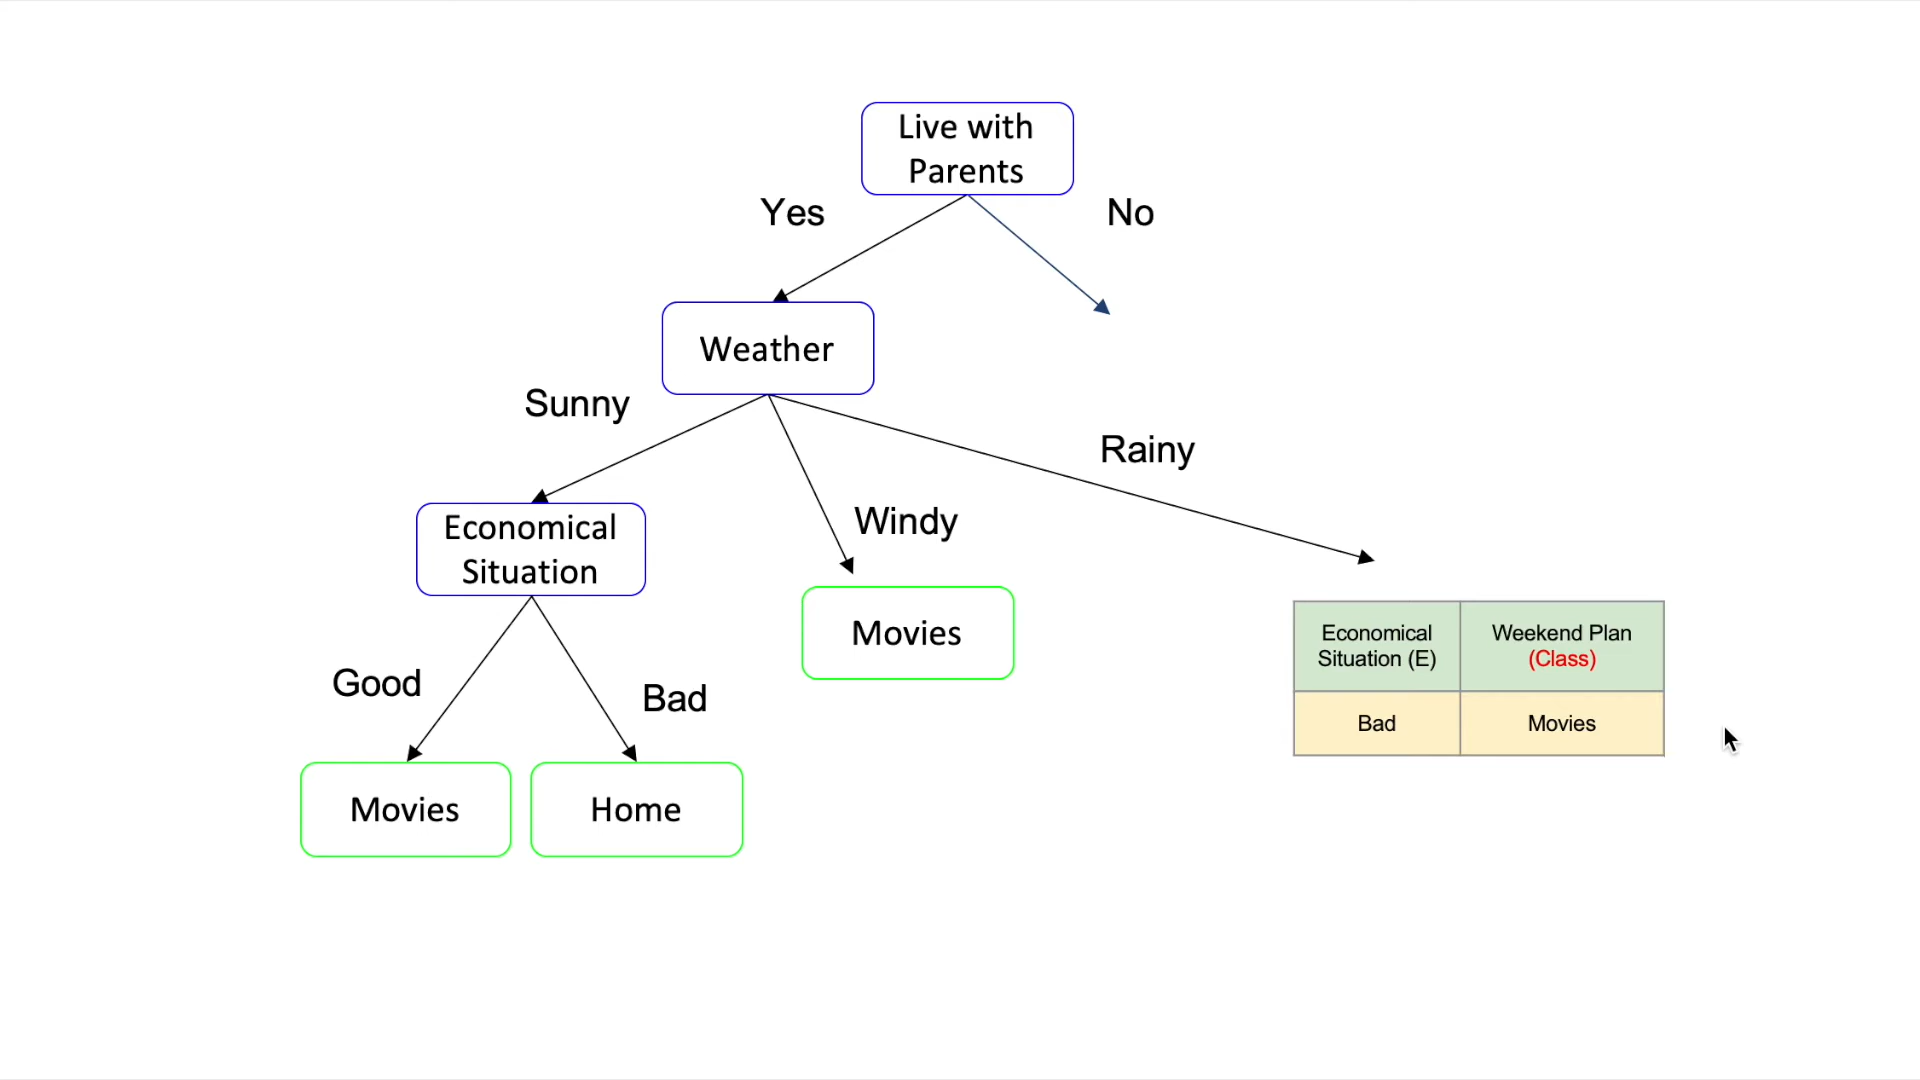 Live with
Parents
Yes
No
Weather
Sunny
Rainy
Windy
Economical
Situation
Movies
Good
Bad
Economical
Situation (E)
Weekend Plan
(Class)
Bad
Movies
Movies
Home